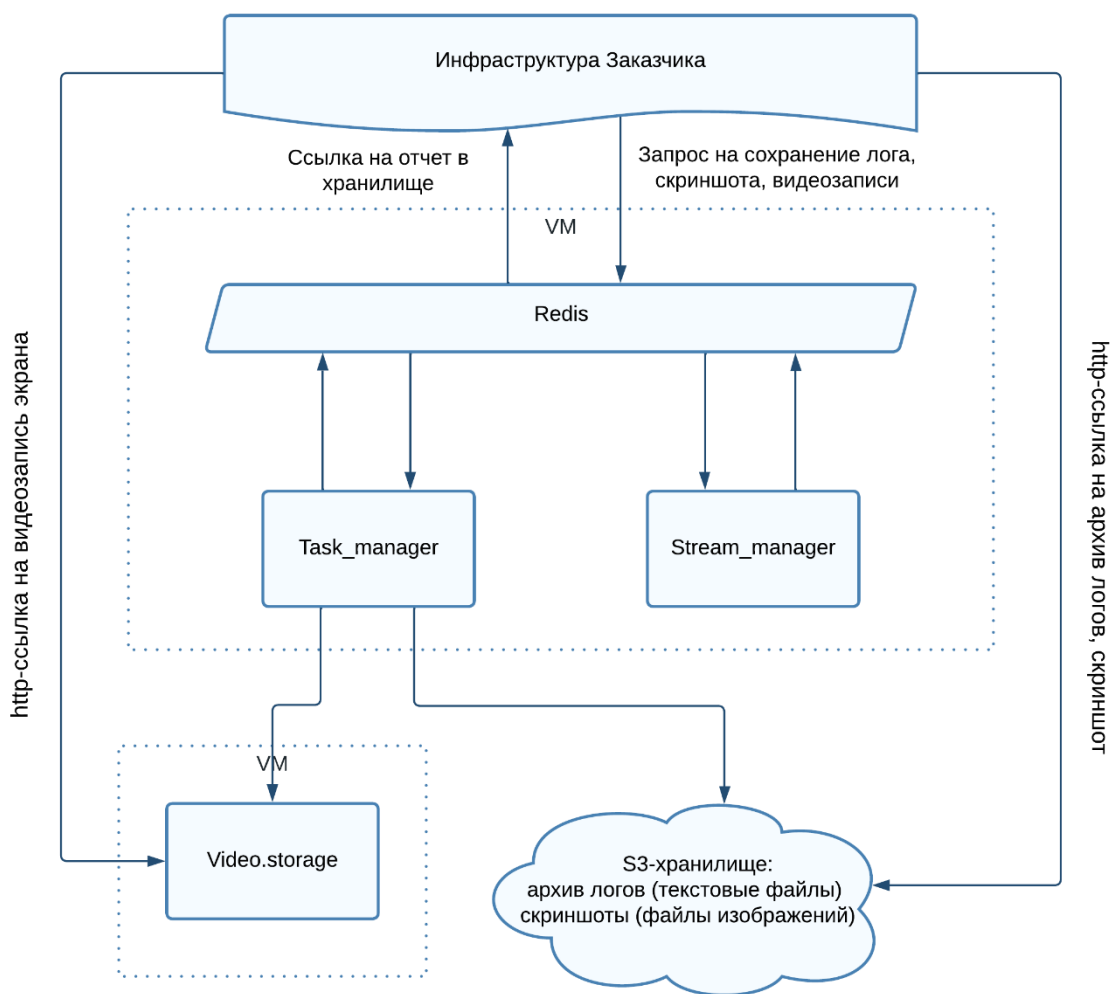 Инфраструктура Заказчика
Ссылка на отчет в
хранилище
Запрос на сохранение лога,
скриншота, видеозаписи
VM
Redis
http-ссылка на видеозапись экрана
http-ссылка на архив логов, скриншот
Task_manager
Stream_manager
VM
Video.storage
S3-хранилище:
архив логов (текстовые файлы)
скриншоты (файлы изображений)